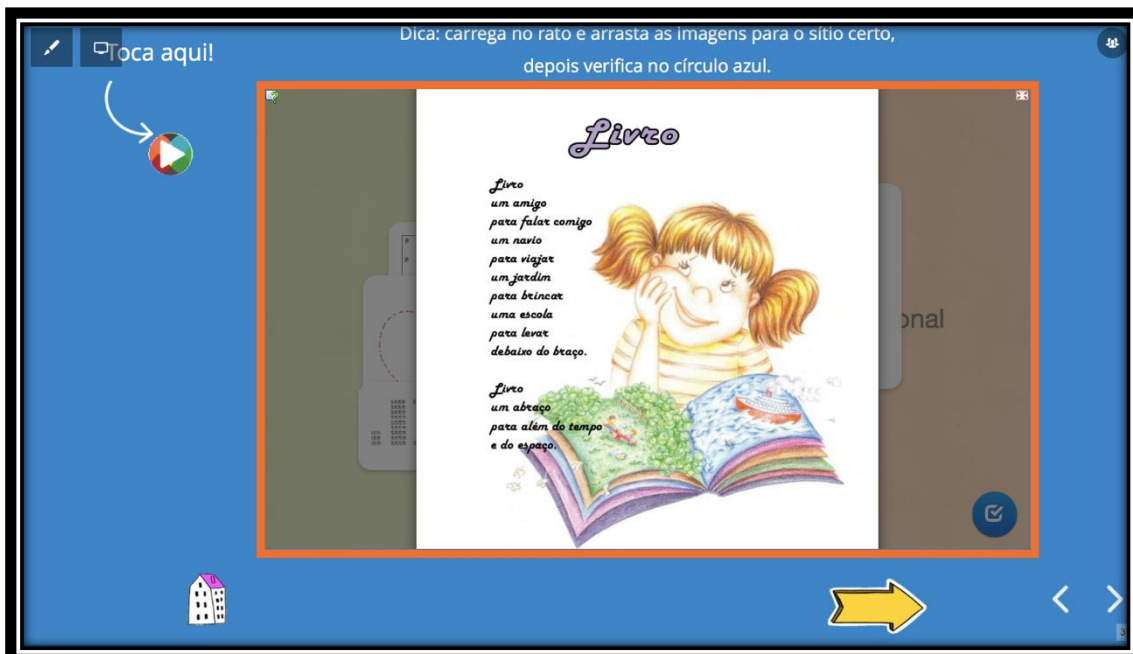 Toca aqui!
Dica: carrega no rato e arrasta as imagens para o sítio certo,
depois verifica no círculo azul.
Livro
Livro
um amigo
para falar comigo
um navio
para viajar
um jardim
para brincar
uma escola
para levar
debaixo do braço.
Livro
um abraço
para além do tempo
e do espaço.
onal
3